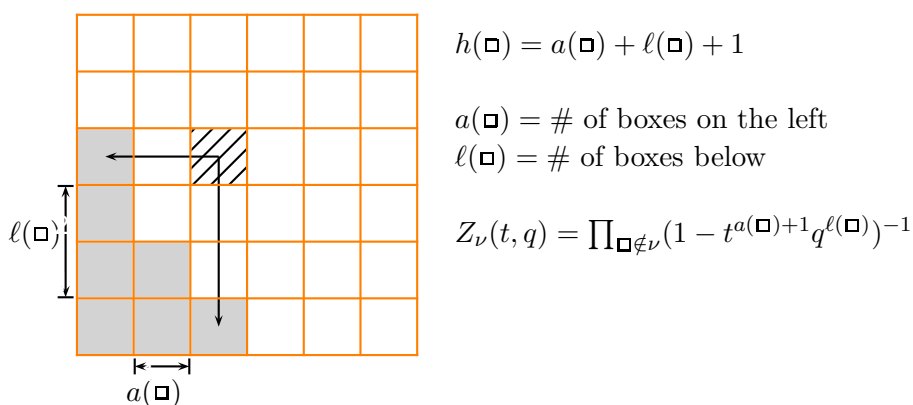 h(□) = a(□) + ℓ(□) + 1
a(□) = # of boxes on the left
ℓ(□) = # of boxes below
ℓ(□)
Z_ν(t, q) = ∏_{□∉ν}(1 − t^{a(□)+1}q^{ℓ(□)})^{−1}
a(□)